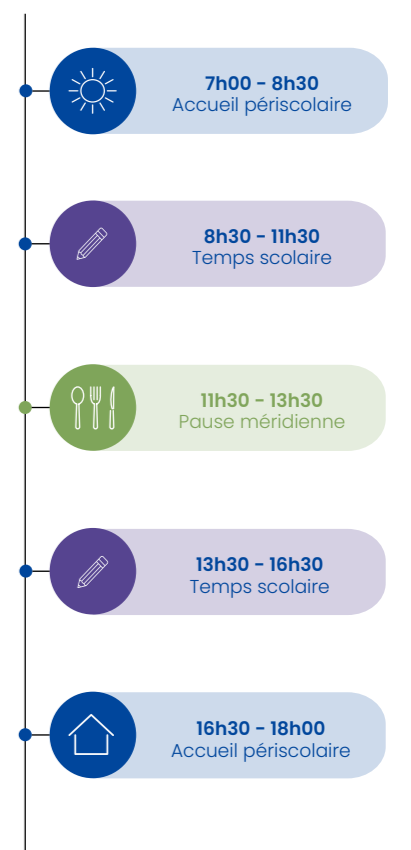 7h00 - 8h30
Accueil périscolaire
8h30 - 11h30
Temps scolaire
11h30 - 13h30
Pause méridienne
13h30 - 16h30
Temps scolaire
16h30 - 18h00
Accueil périscolaire